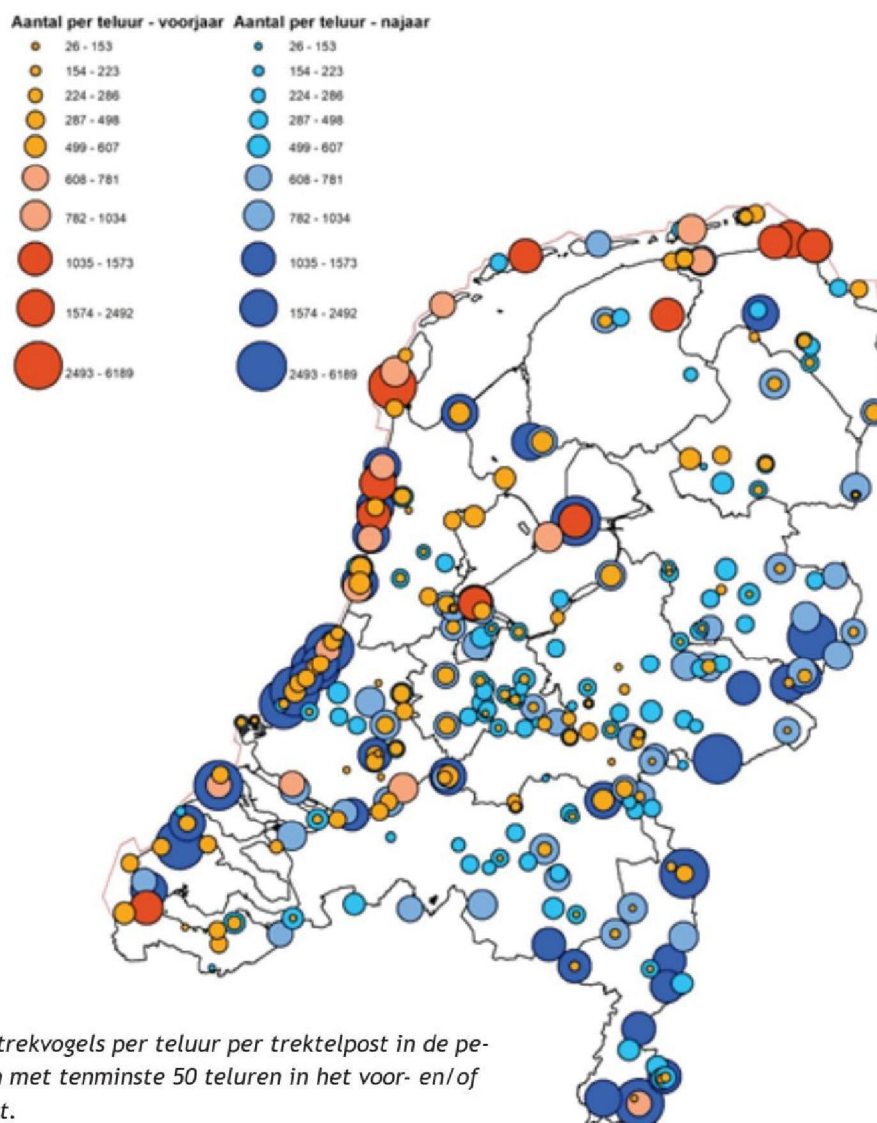 Aantal per teluur - voorjaar Aantal per teluur - najaar
26 - 153 26 - 153
154 - 223 154 - 223
224 - 286 224 - 286
287 - 498 287 - 498
499 - 607 499 - 607
608 - 781 608 - 781
782 - 1034 782 - 1034
1035 - 1573 1035 - 1573
1574 - 2492 1574 - 2492
2493 - 6189 2493 - 6189
trekvogels per teluur per trektelpost in de pe-
n met tenminste 50 teluren in het voor- en/of
t.